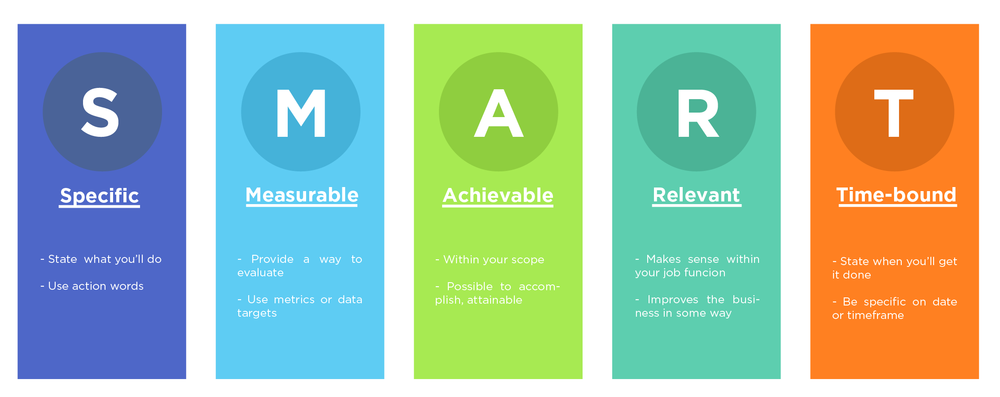 S
Specific
- State what you'll do
- Use action words
M
Measurable
- Provide a way to
evaluate
- Use metrics or data
targets
A
Achievable
- Within your scope
- Possible to accom-
plish, attainable
R
Relevant
- Makes sense within
your job funcion
- Improves the busi-
ness in some way
T
Time-bound
- State when you'll get
it done
- Be specific on date
or timeframe